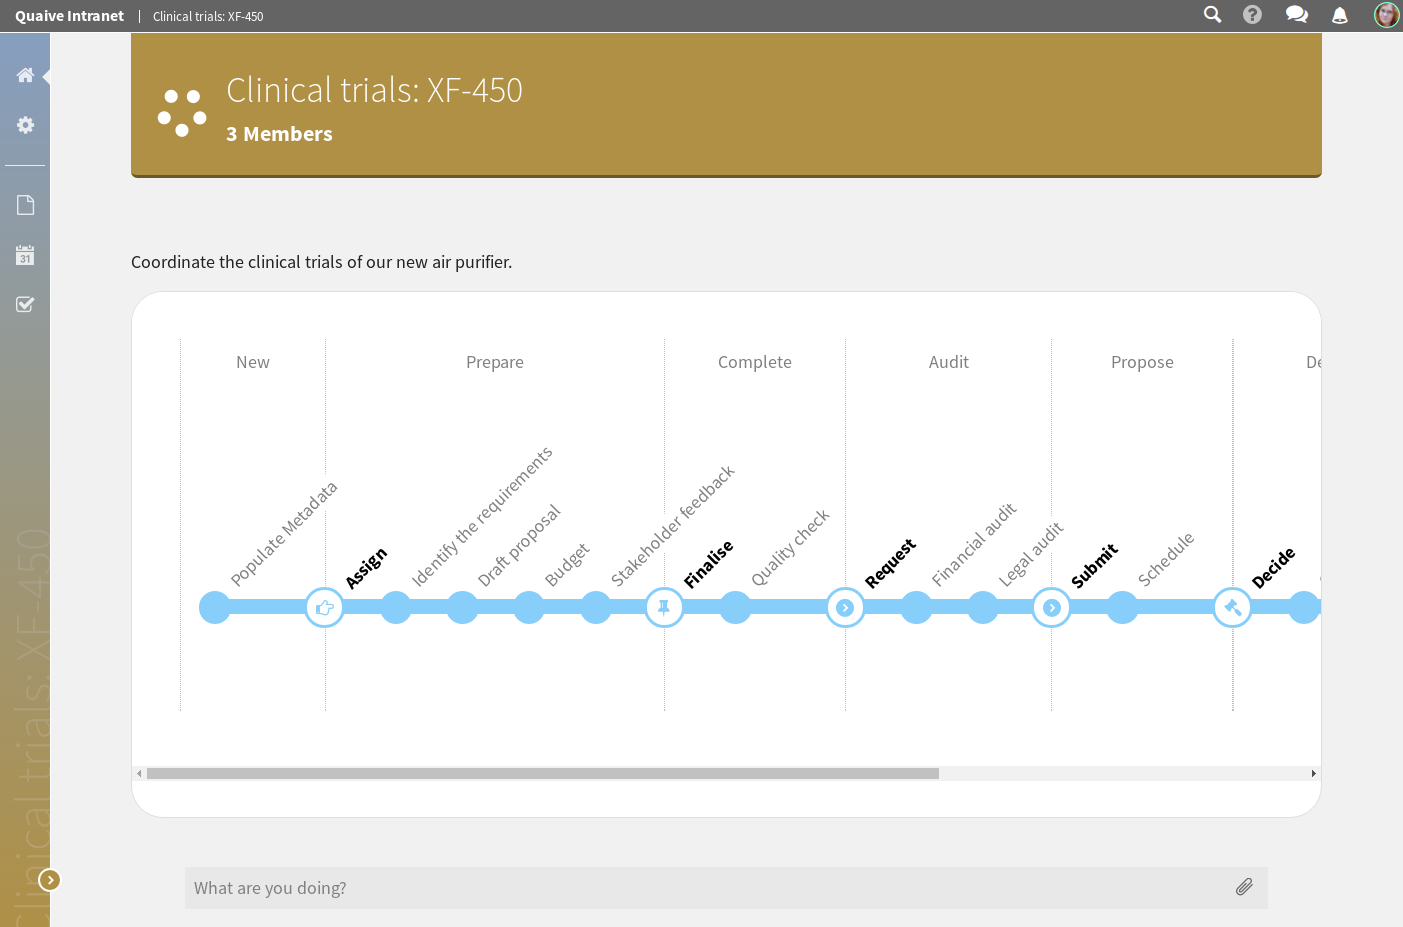 Quaive Intranet | Clinical trials: XF-450
Clinical trials: XF-450
3 Members
31
Coordinate the clinical trials of our new air purifier.
New
Prepare
Complete
Audit
Propose
Populate Metadata
Assign
Identify the requirements
Draft proposal
Budget
Stakeholder feedback
Finalise
Quality check
Request
Financial audit
Legal audit
Submit
Schedule
Decide
Clinical trials: XF-450
What are you doing?